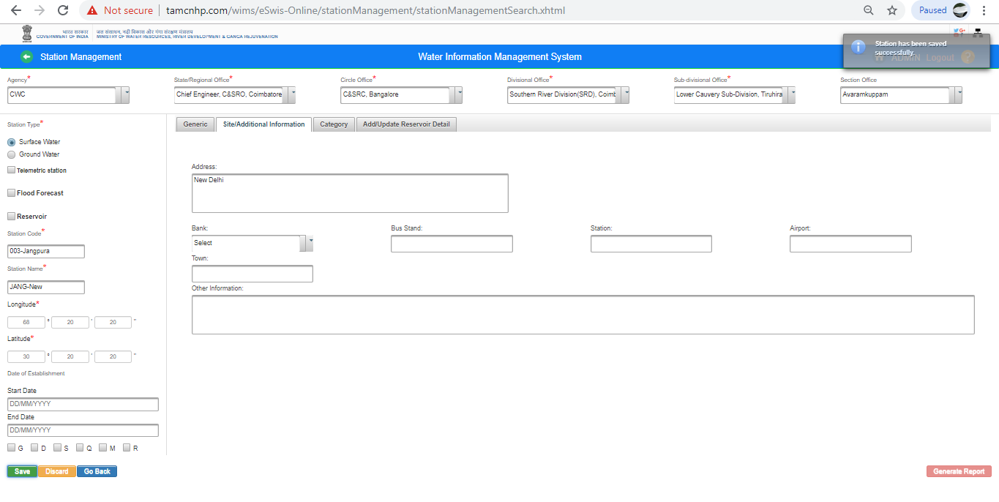 Not secure | tamcnhp.com/wims/eSwis-Online/stationManagement/stationManagementSearch.xhtml
Paused
भारत सरकार
GOVERNMENT OF INDIA
जल संसाधन, नदी विकास और गंगा संरक्षण मंत्रालय
MINISTRY OF WATER RESOURCES, RIVER DEVELOPMENT & GANGA REJUVENATION
Station Management
Water Information Management System
Station has been saved
successfully.
ADMIN Logout ?
Agency*
State/Regional Office*
Circle Office*
Divisional Office*
Sub-divisional Office*
Section Office
CWC
Chief Engineer, C&SRO, Coimbatore
C&SRC, Bangalore
Southern River Division(SRD), Coimb
Lower Cauvery Sub-Division, Tiruhira
Avaramkuppam
Station Type*
Surface Water
Ground Water
Telemetric station
Flood Forecast
Reservoir
Station Code*
003-Jangpura
Station Name*
JANG-New
Longitude*
68 ° 20 ' 20 "
Latitude*
30 ° 20 ' 20 "
Date of Establishment
Start Date
DD/MM/YYYY
End Date
DD/MM/YYYY
G D S Q M R
Generic
Site/Additional Information
Category
Add/Update Reservoir Detail
Address:
New Delhi
Bank:
Bus Stand:
Station:
Airport:
Select
Town:
Other Information:
Save
Discard
Go Back
Generate Report